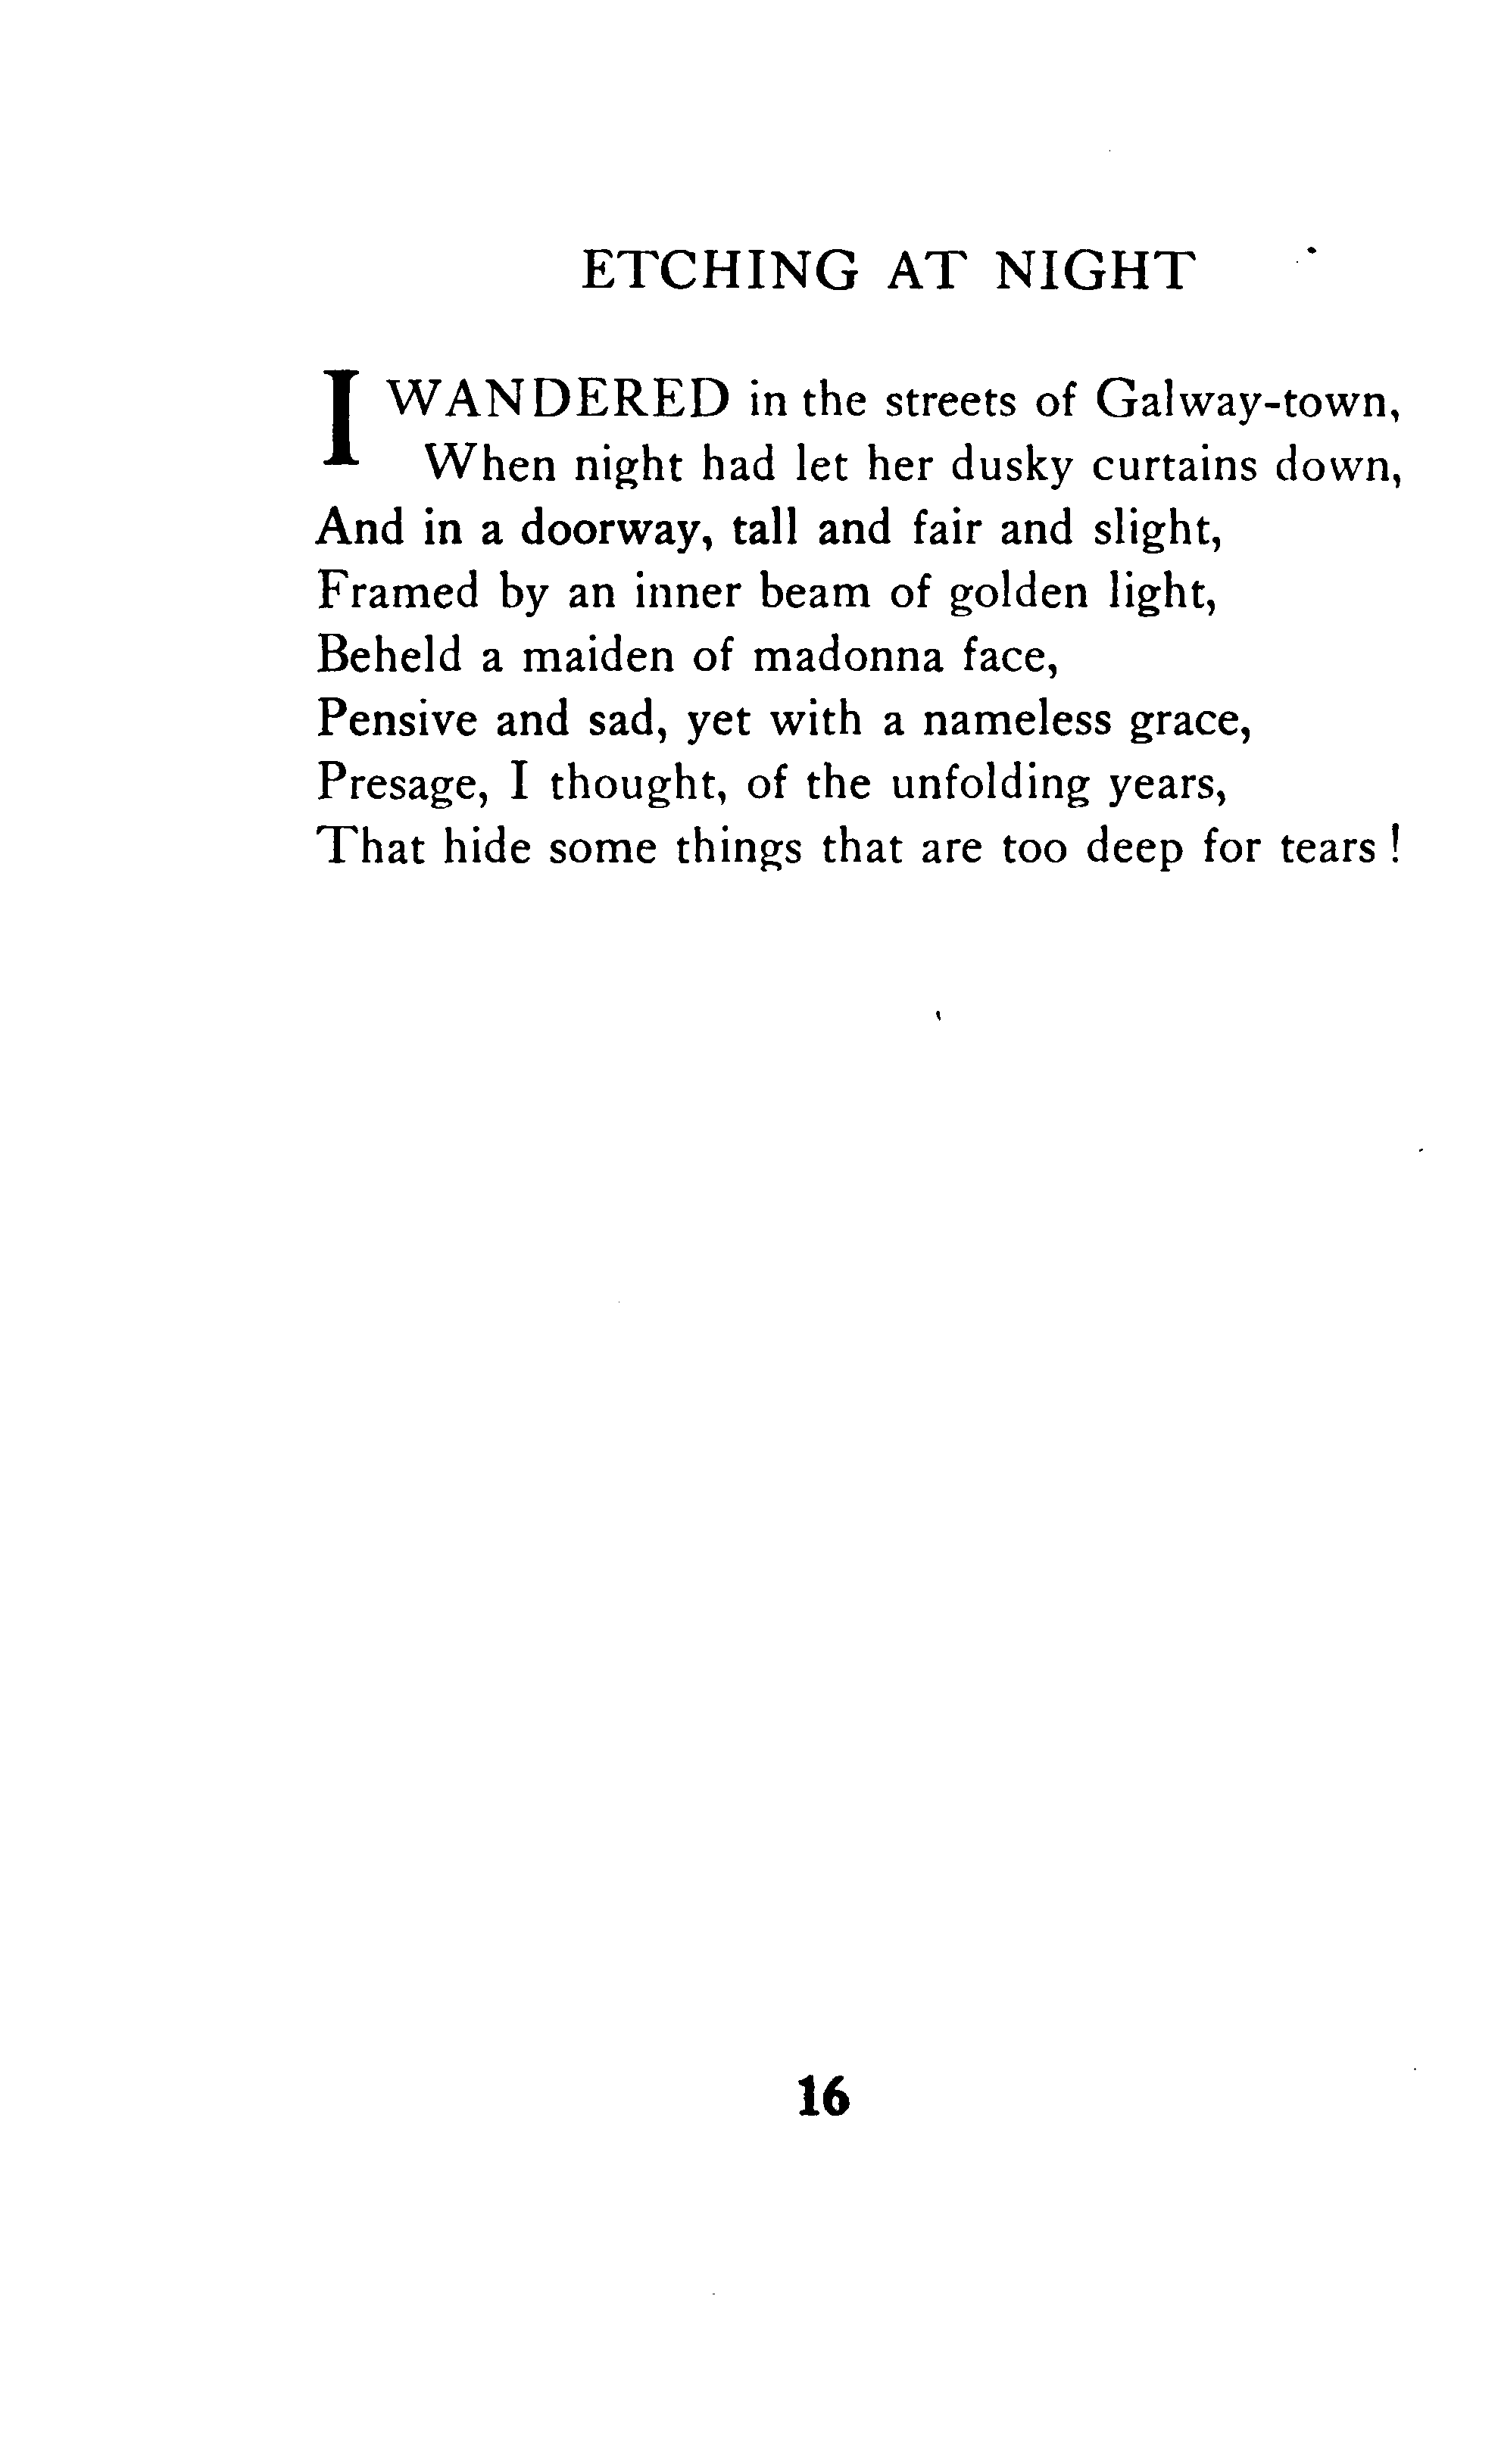 ETCHING AT NIGHT
I WANDERED in the streets of Galway-town,
When night had let her dusky curtains down,
And in a doorway, tall and fair and slight,
Framed by an inner beam of golden light,
Beheld a maiden of madonna face,
Pensive and sad, yet with a nameless grace,
Presage, I thought, of the unfolding years,
That hide some things that are too deep for tears !
16